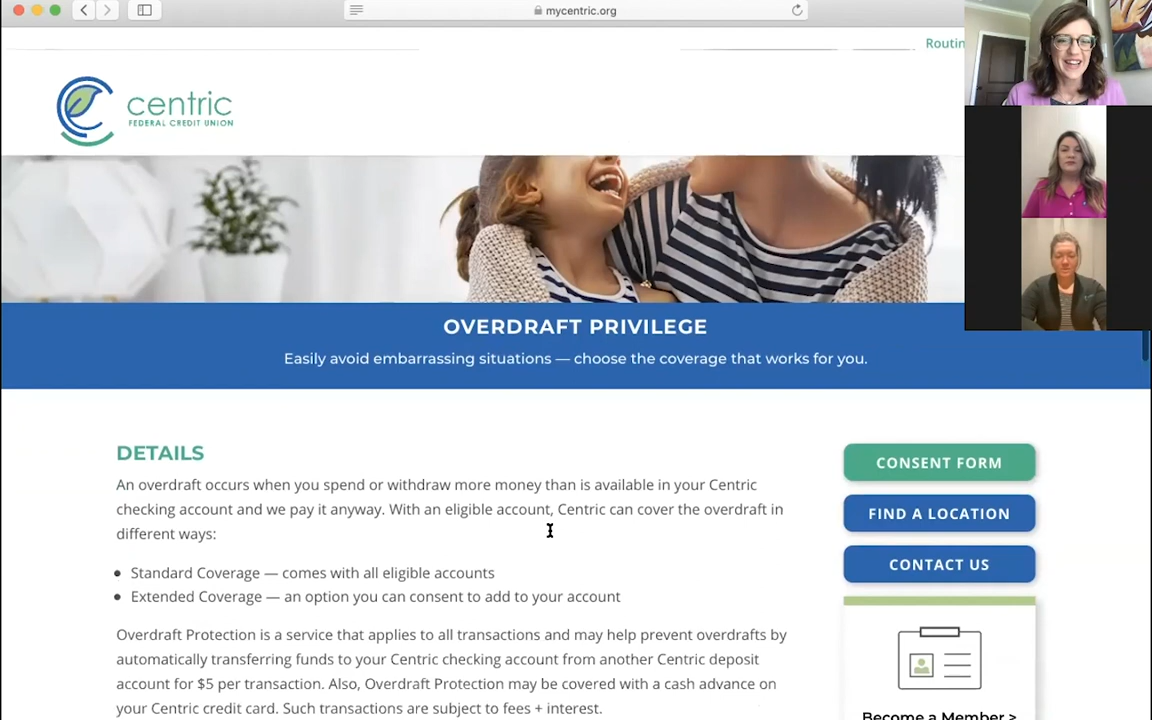 mycentric.org
Routin
centric
FEDERAL CREDIT UNION
OVERDRAFT PRIVILEGE
Easily avoid embarrassing situations — choose the coverage that works for you.
DETAILS
An overdraft occurs when you spend or withdraw more money than is available in your Centric
checking account and we pay it anyway. With an eligible account, Centric can cover the overdraft in
different ways:
• Standard Coverage — comes with all eligible accounts
• Extended Coverage — an option you can consent to add to your account
Overdraft Protection is a service that applies to all transactions and may help prevent overdrafts by
automatically transferring funds to your Centric checking account from another Centric deposit
account for $5 per transaction. Also, Overdraft Protection may be covered with a cash advance on
your Centric credit card. Such transactions are subject to fees + interest.
CONSENT FORM
FIND A LOCATION
CONTACT US
Become a Member >